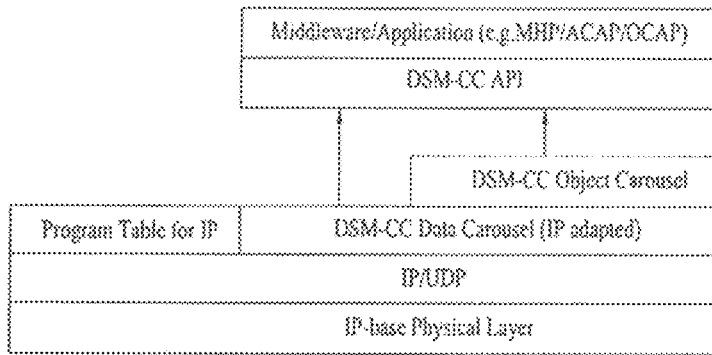 Middleware/Application (e.g.MHP/ACAP/OCAP)
DSM-CC API
DSM-CC Object Carousel
Program Table for IP
DSM-CC Data Carousel (IP adapted)
IP/UDP
IP-base Physical Layer